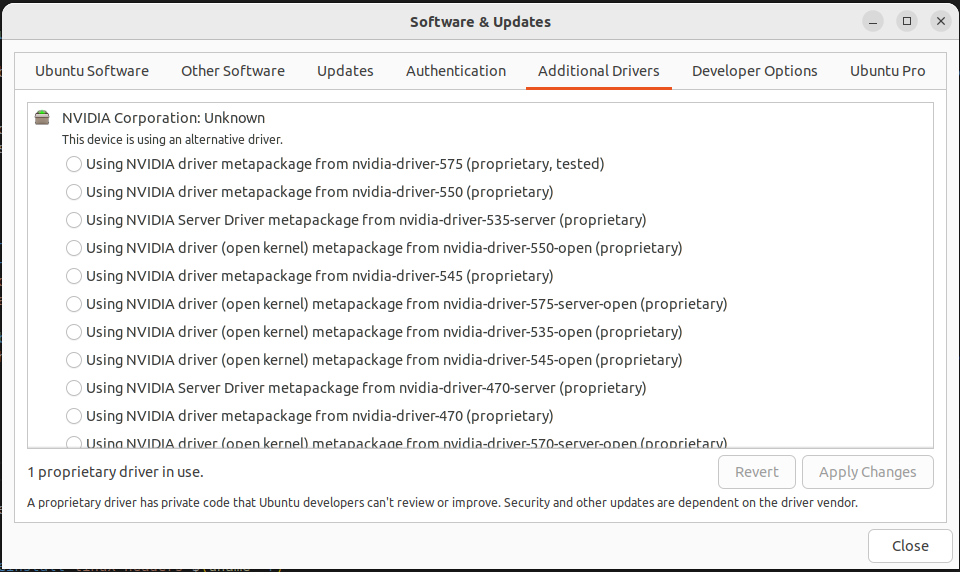 Software & Updates
Ubuntu Software
Other Software
Updates
Authentication
Additional Drivers
Developer Options
Ubuntu Pro
NVIDIA Corporation: Unknown
This device is using an alternative driver.
Using NVIDIA driver metapackage from nvidia-driver-575 (proprietary, tested)
Using NVIDIA driver metapackage from nvidia-driver-550 (proprietary)
Using NVIDIA Server Driver metapackage from nvidia-driver-535-server (proprietary)
Using NVIDIA driver (open kernel) metapackage from nvidia-driver-550-open (proprietary)
Using NVIDIA driver metapackage from nvidia-driver-545 (proprietary)
Using NVIDIA driver (open kernel) metapackage from nvidia-driver-575-server-open (proprietary)
Using NVIDIA driver (open kernel) metapackage from nvidia-driver-535-open (proprietary)
Using NVIDIA driver (open kernel) metapackage from nvidia-driver-545-open (proprietary)
Using NVIDIA Server Driver metapackage from nvidia-driver-470-server (proprietary)
Using NVIDIA driver metapackage from nvidia-driver-470 (proprietary)
Using NVIDIA driver (open kernel) metapackage from nvidia-driver-570-server-open (proprietary)
1 proprietary driver in use.
Revert
Apply Changes
A proprietary driver has private code that Ubuntu developers can't review or improve. Security and other updates are dependent on the driver vendor.
Close